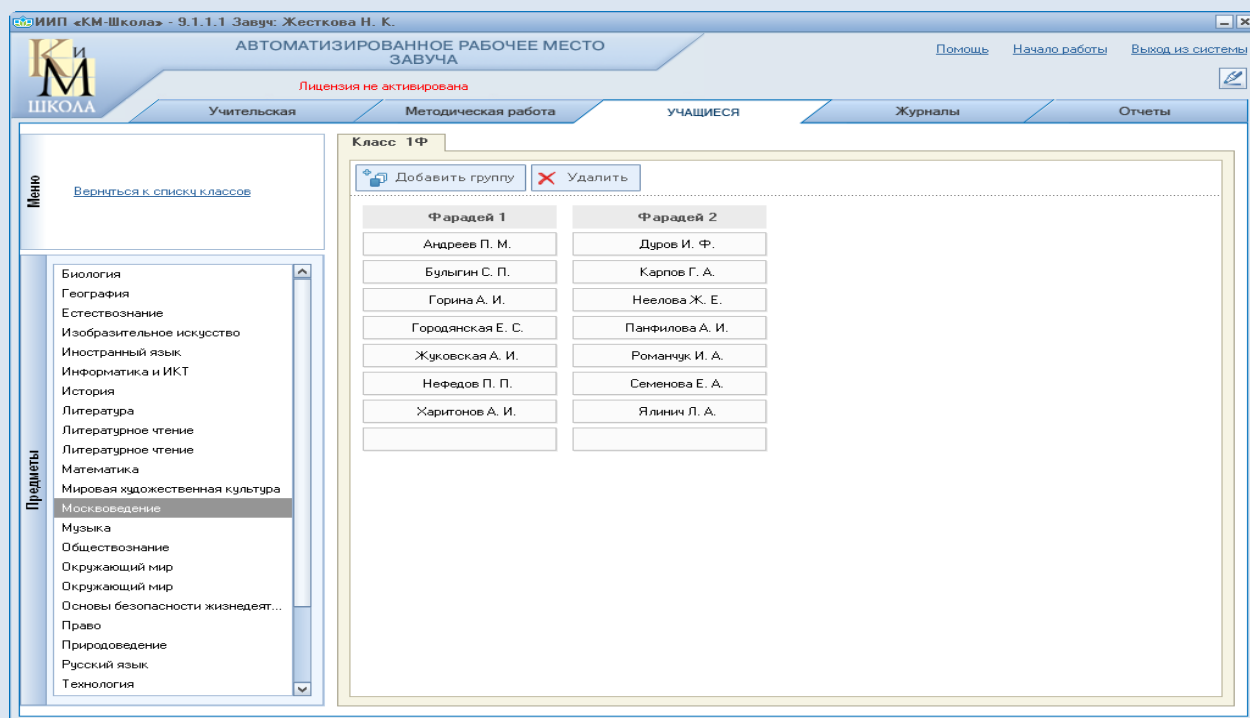 ИИП «КМ-Школа» - 9.1.1.1 Завуч: Жесткова Н. К.
КиМ
ШКОЛА
АВТОМАТИЗИРОВАННОЕ РАБОЧЕЕ МЕСТО
ЗАВУЧА
Лицензия не активирована
Помощь
Начало работы
Выход из системы
Учительская
Методическая работа
УЧАЩИЕСЯ
Журналы
Отчеты
Меню
Вернуться к списку классов
Предметы
Биология
География
Естествознание
Изобразительное искусство
Иностранный язык
Информатика и ИКТ
История
Литература
Литературное чтение
Литературное чтение
Математика
Мировая художественная культура
Москвоведение
Музыка
Обществознание
Окружающий мир
Окружающий мир
Основы безопасности жизнедеят...
Право
Природоведение
Русский язык
Технология
Класс 1Ф
Добавить группу
Удалить
Фарадей 1
Андреев П. М.
Булыгин С. П.
Горина А. И.
Городянская Е. С.
Жуковская А. И.
Нефедов П. П.
Харитонов А. И.
Фарадей 2
Дуров И. Ф.
Карпов Г. А.
Неелова Ж. Е.
Панфилова А. И.
Романчук И. А.
Семенова Е. А.
Ялинич Л. А.